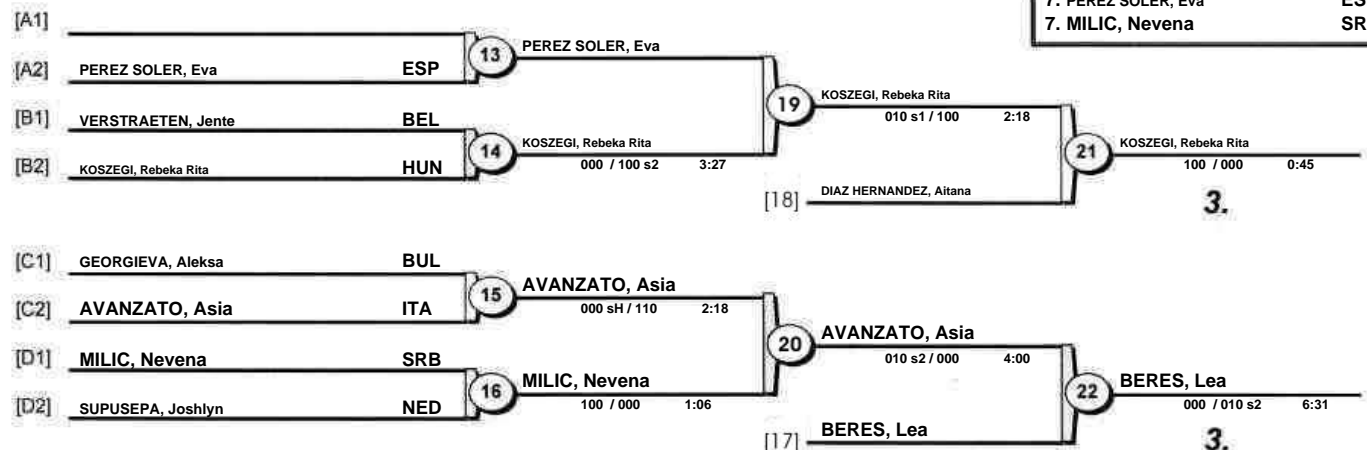 7. PEREZ SOLER, Eva ES
7. MILIC, Nevena SR
[A1]
13 PEREZ SOLER, Eva
[A2] PEREZ SOLER, Eva ESP
19 KOSZEGI, Rebeka Rita
010 s1 / 100 2:18
[B1] VERSTRAETEN, Jente BEL
14 KOSZEGI, Rebeka Rita
000 / 100 s2 3:27
21 KOSZEGI, Rebeka Rita
100 / 000 0:45
[B2] KOSZEGI, Rebeka Rita HUN
[18] DIAZ HERNANDEZ, Aitana
3.
[C1] GEORGIEVA, Aleksa BUL
15 AVANZATO, Asia
000 sH / 110 2:18
[C2] AVANZATO, Asia ITA
20 AVANZATO, Asia
010 s2 / 000 4:00
[D1] MILIC, Nevena SRB
16 MILIC, Nevena
100 / 000 1:06
22 BERES, Lea
000 / 010 s2 6:31
[D2] SUPUSEPA, Joshlyn NED
[17] BERES, Lea
3.